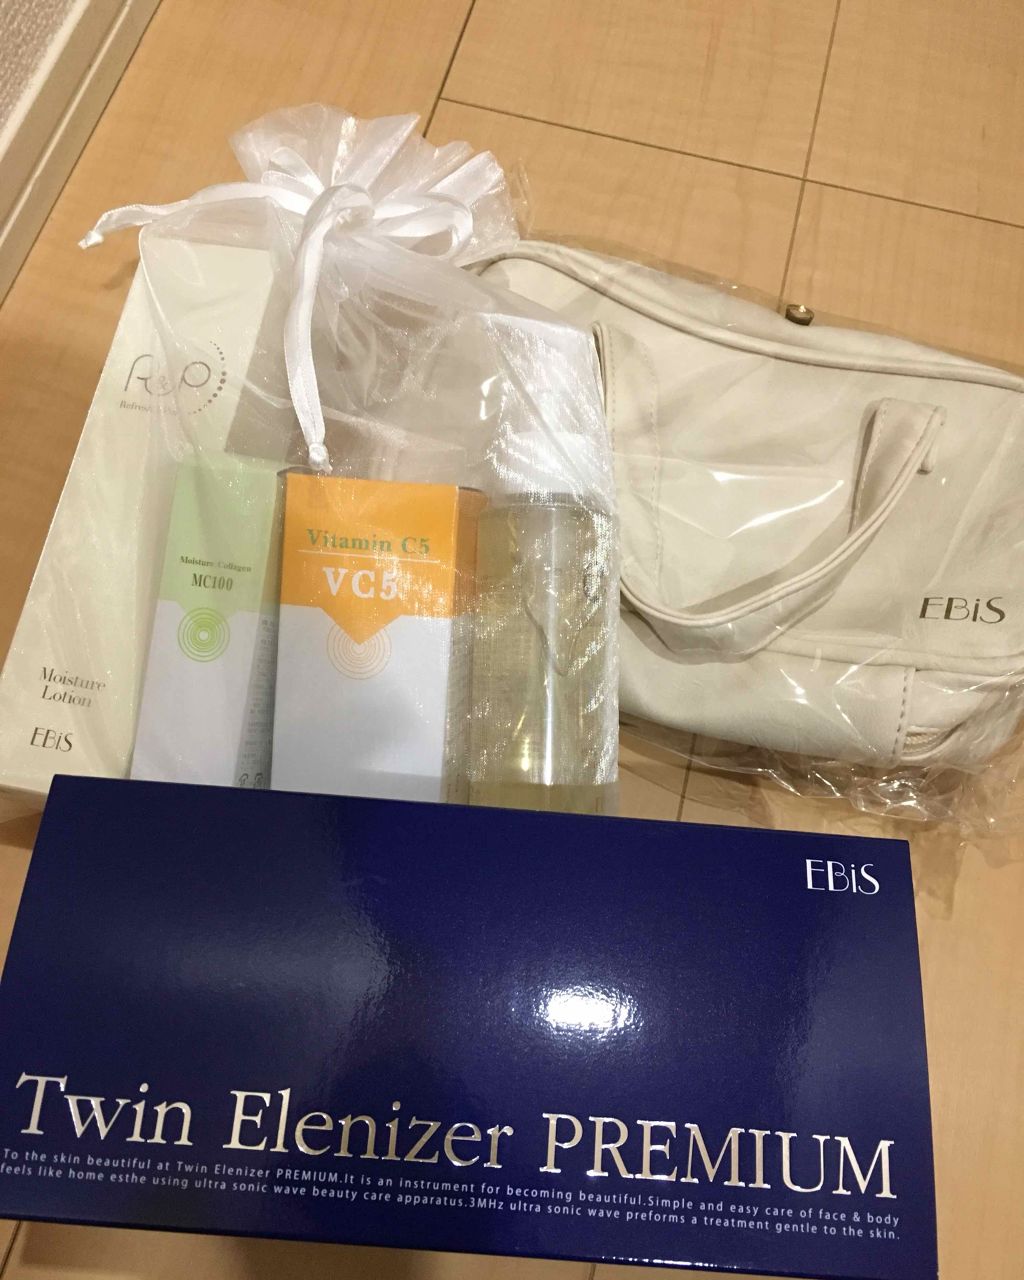 R&P
Moisture
Lotion
EBiS
Moisture Collagen
MC100
Vitamin C5
VC5
EBiS
EBiS
Twin Elenizer PREMIUM
To the skin beautiful at Twin Elenizer PREMIUM.It is an instrument for becoming beautiful.Simple and easy care of face & body
feels like home esthe using ultra sonic wave beauty care apparatus.3MHz ultra sonic wave preforms a treatment gentle to the skin.